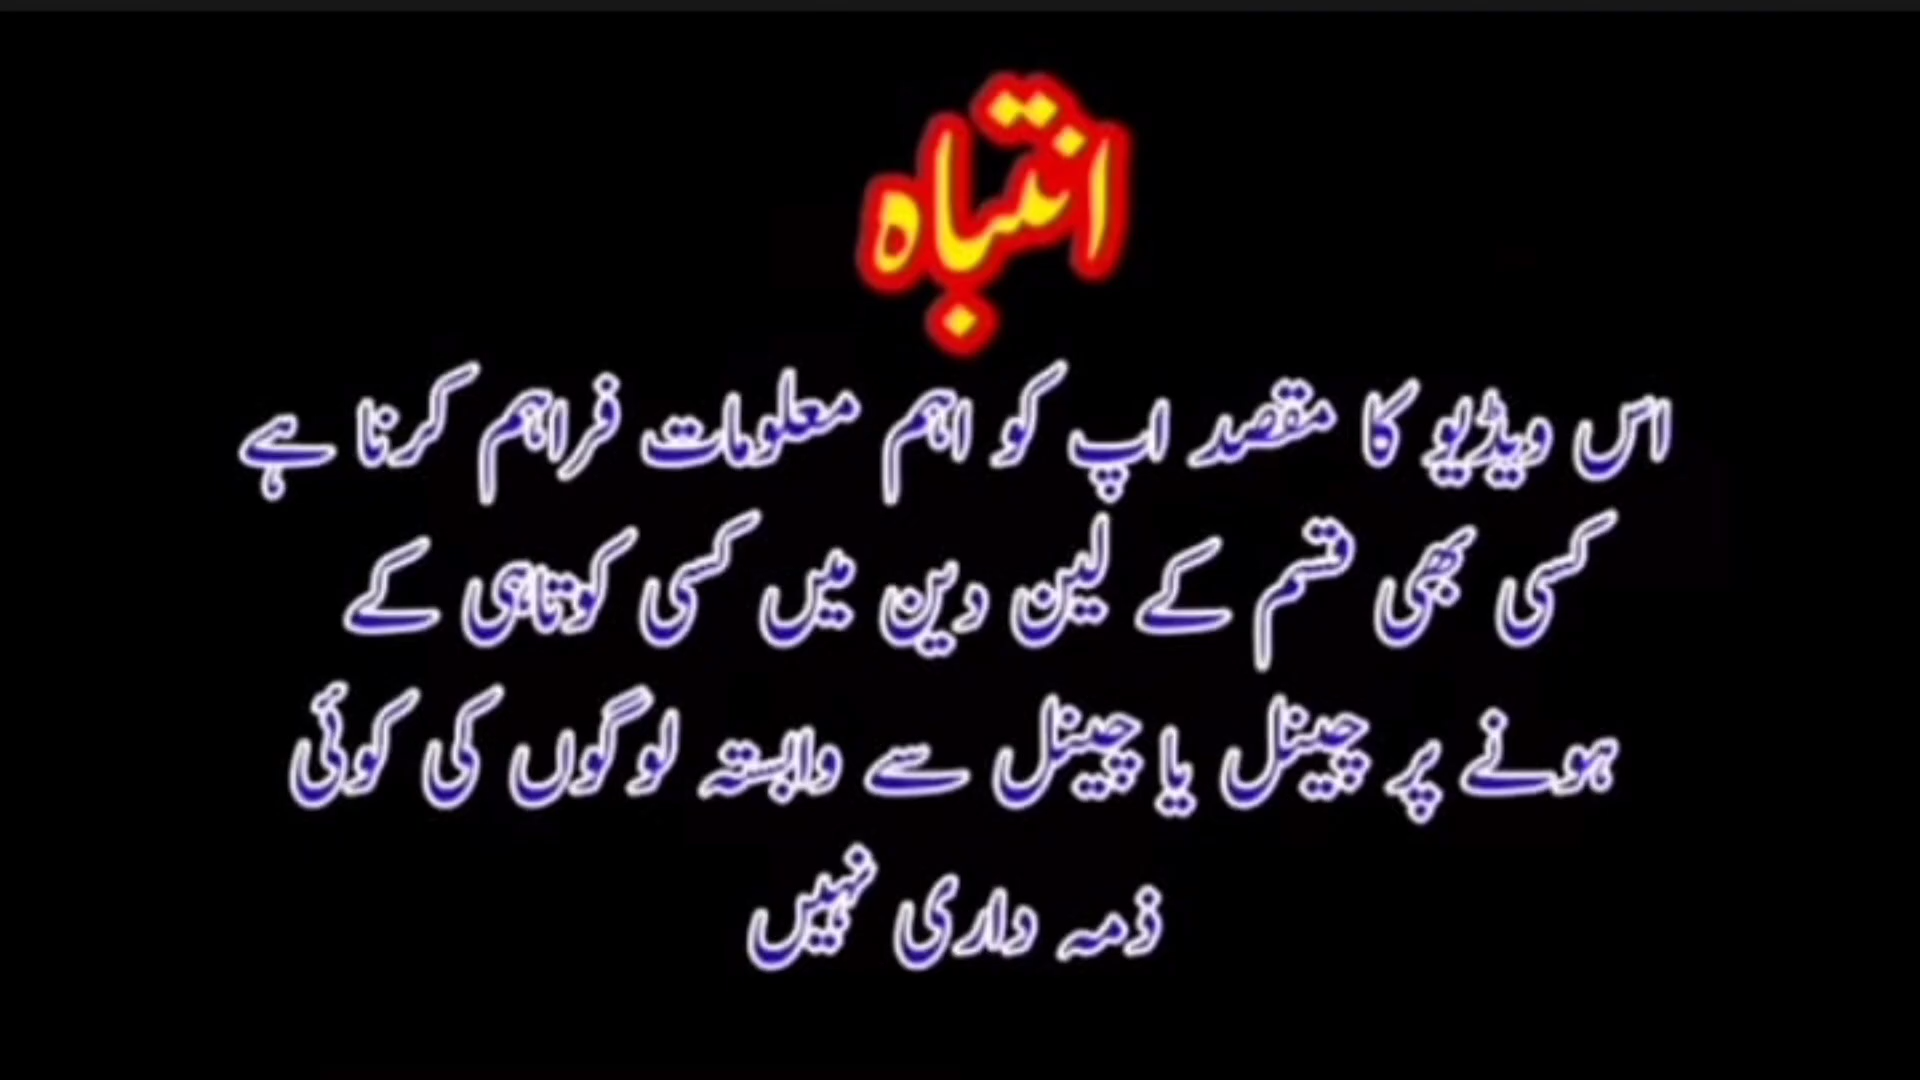 انتباہ
اس ویڈیو کا مقصد اپ کو اہم معلومات فراہم کرنا ہے
کسی بھی قسم کے لین دین میں کسی کوتاہی کے
ہونے پر چینل یا چینل سے وابستہ لوگوں کی کوئی
ذمہ داری نہیں